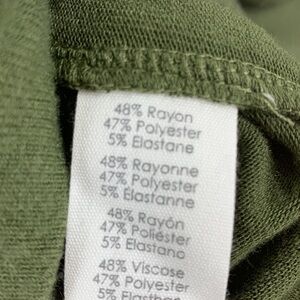 48% Rayon
47% Polyester
5% Elastane
48% Rayonne
47% Polyester
5% Élastanne
48% Rayón
47% Poliéster
5% Elastano
48% Viscose
47% Polyester